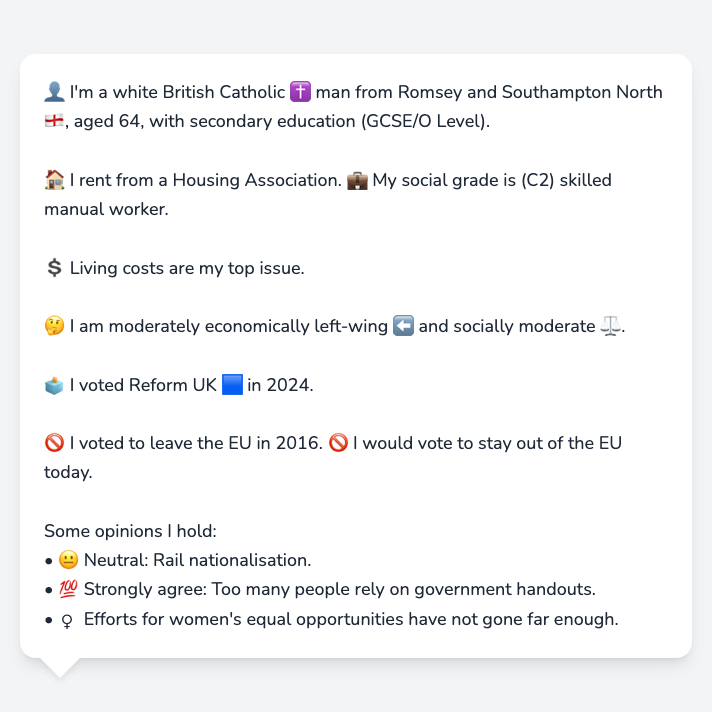 👤 I'm a white British Catholic ✝️ man from Romsey and Southampton North
🏴󠁧󠁢󠁥󠁮󠁧󠁿, aged 64, with secondary education (GCSE/O Level).
🏠 I rent from a Housing Association. 💼 My social grade is (C2) skilled
manual worker.
💲 Living costs are my top issue.
🤔 I am moderately economically left-wing ⬅️ and socially moderate ⚖️.
🗳️ I voted Reform UK 🟦 in 2024.
🚫 I voted to leave the EU in 2016. 🚫 I would vote to stay out of the EU
today.
Some opinions I hold:
• 😐 Neutral: Rail nationalisation.
• 💯 Strongly agree: Too many people rely on government handouts.
• ♀ Efforts for women's equal opportunities have not gone far enough.